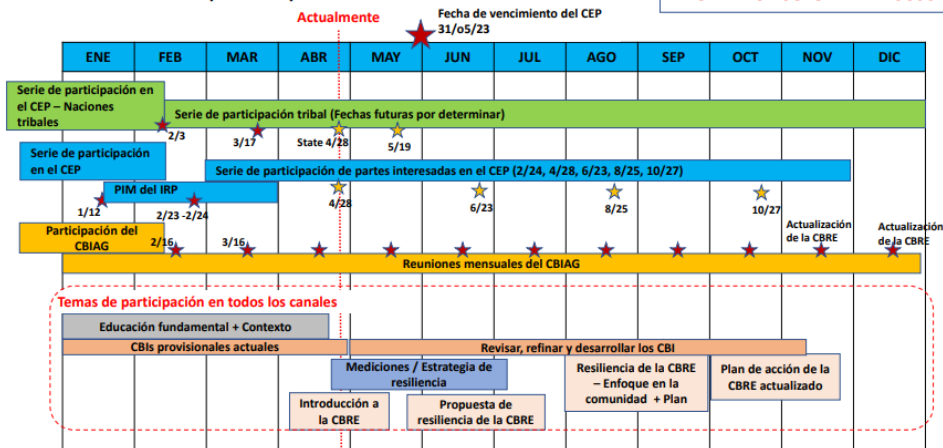 Actualmente
Fecha de vencimiento del CEP
31/o5/23
ENE FEB MAR ABR MAY JUN JUL AGO SEP OCT NOV DIC
Serie de participación en
el CEP – Naciones
tribales
Serie de participación tribal (Fechas futuras por determinar)
2/3
3/17
State 4/28
5/19
Serie de participación
en el CEP
Serie de participación de partes interesadas en el CEP (2/24, 4/28, 6/23, 8/25, 10/27)
PIM del IRP
1/12
2/23 -2/24
4/28
6/23
8/25
10/27
Participación del
CBIAG
2/16
3/16
Actualización
de la CBRE
Actualización
de la CBRE
Reuniones mensuales del CBIAG
Temas de participación en todos los canales
Educación fundamental + Contexto
CBIs provisionales actuales
Revisar, refinar y desarrollar los CBI
Mediciones / Estrategia de
resiliencia
Resiliencia de la CBRE
– Enfoque en la
comunidad + Plan
Plan de acción de la
CBRE actualizado
Introducción a
la CBRE
Propuesta de
resiliencia de la CBRE